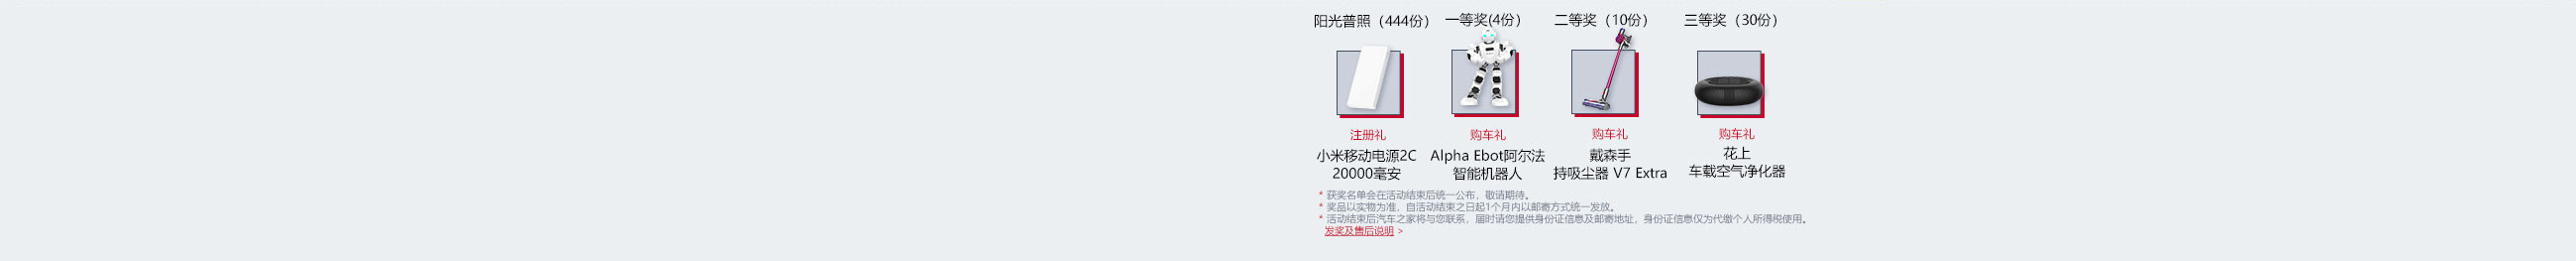 阳光普照（444份） 一等奖(4份） 二等奖（10份） 三等奖（30份）
注册礼 购车礼 购车礼 购车礼
小米移动电源2C Alpha Ebot阿尔法 戴森手 花上
20000毫安 智能机器人 持吸尘器 V7 Extra 车载空气净化器
* 获奖名单会在活动结束后统一公布，敬请期待。
* 奖品以实物为准，自活动结束之日起1个月内以邮寄方式统一发放。
* 活动结束后汽车之家将与您联系，届时请您提供身份证信息及邮寄地址，身份证信息仅为代缴个人所得税使用。
发奖及售后说明 >